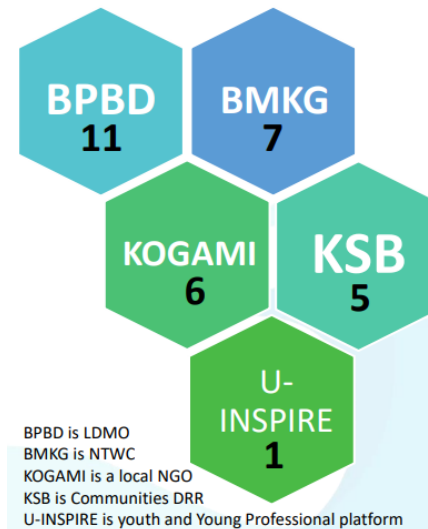 BPBD
11
BMKG
7
KOGAMI
6
KSB
5
U-
INSPIRE
1
BPBD is LDMO
BMKG is NTWC
KOGAMI is a local NGO
KSB is Communities DRR
U-INSPIRE is youth and Young Professional platform